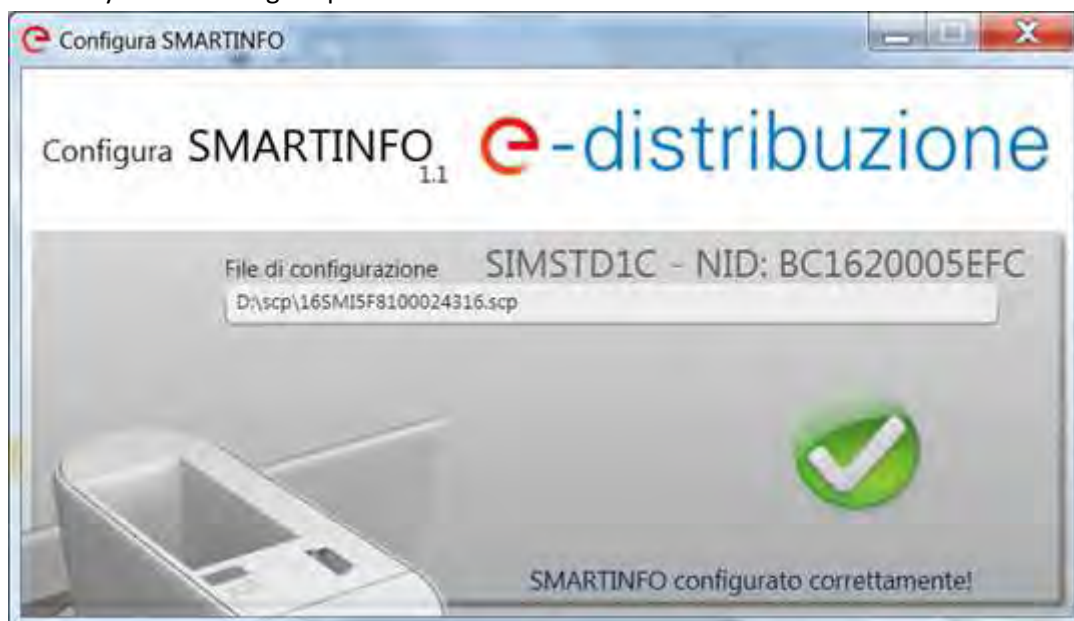 Configura SMARTINFO
Configura SMARTINFO 1.1 e-distribuzione
File di configurazione SIMSTD1C - NID: BC1620005EFC
D:\scp\16SMI5F8100024316.scp
SMARTINFO configurato correttamente!